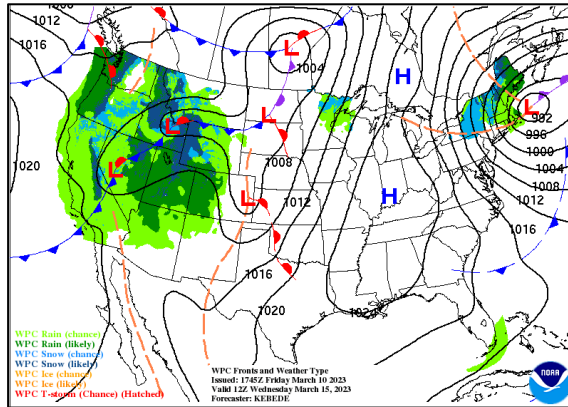 1012
1008
1012
1016
1004
L
H
992
996
1000
1004
1008
1012
1016
L
L
L
L
L
1020
1008
1012
H
1016
1020
1024
WPC Rain (chance)
WPC Rain (likely)
WPC Snow (chance)
WPC Snow (likely)
WPC Ice (chance)
WPC Ice (likely)
WPC T-storm (Chance) (Hatched)
WPC Fronts and Weather Type
Issued: 1745Z Friday March 10 2023
Valid 12Z Wednesday March 15, 2023
Forecaster: KEBEDE
NOAA